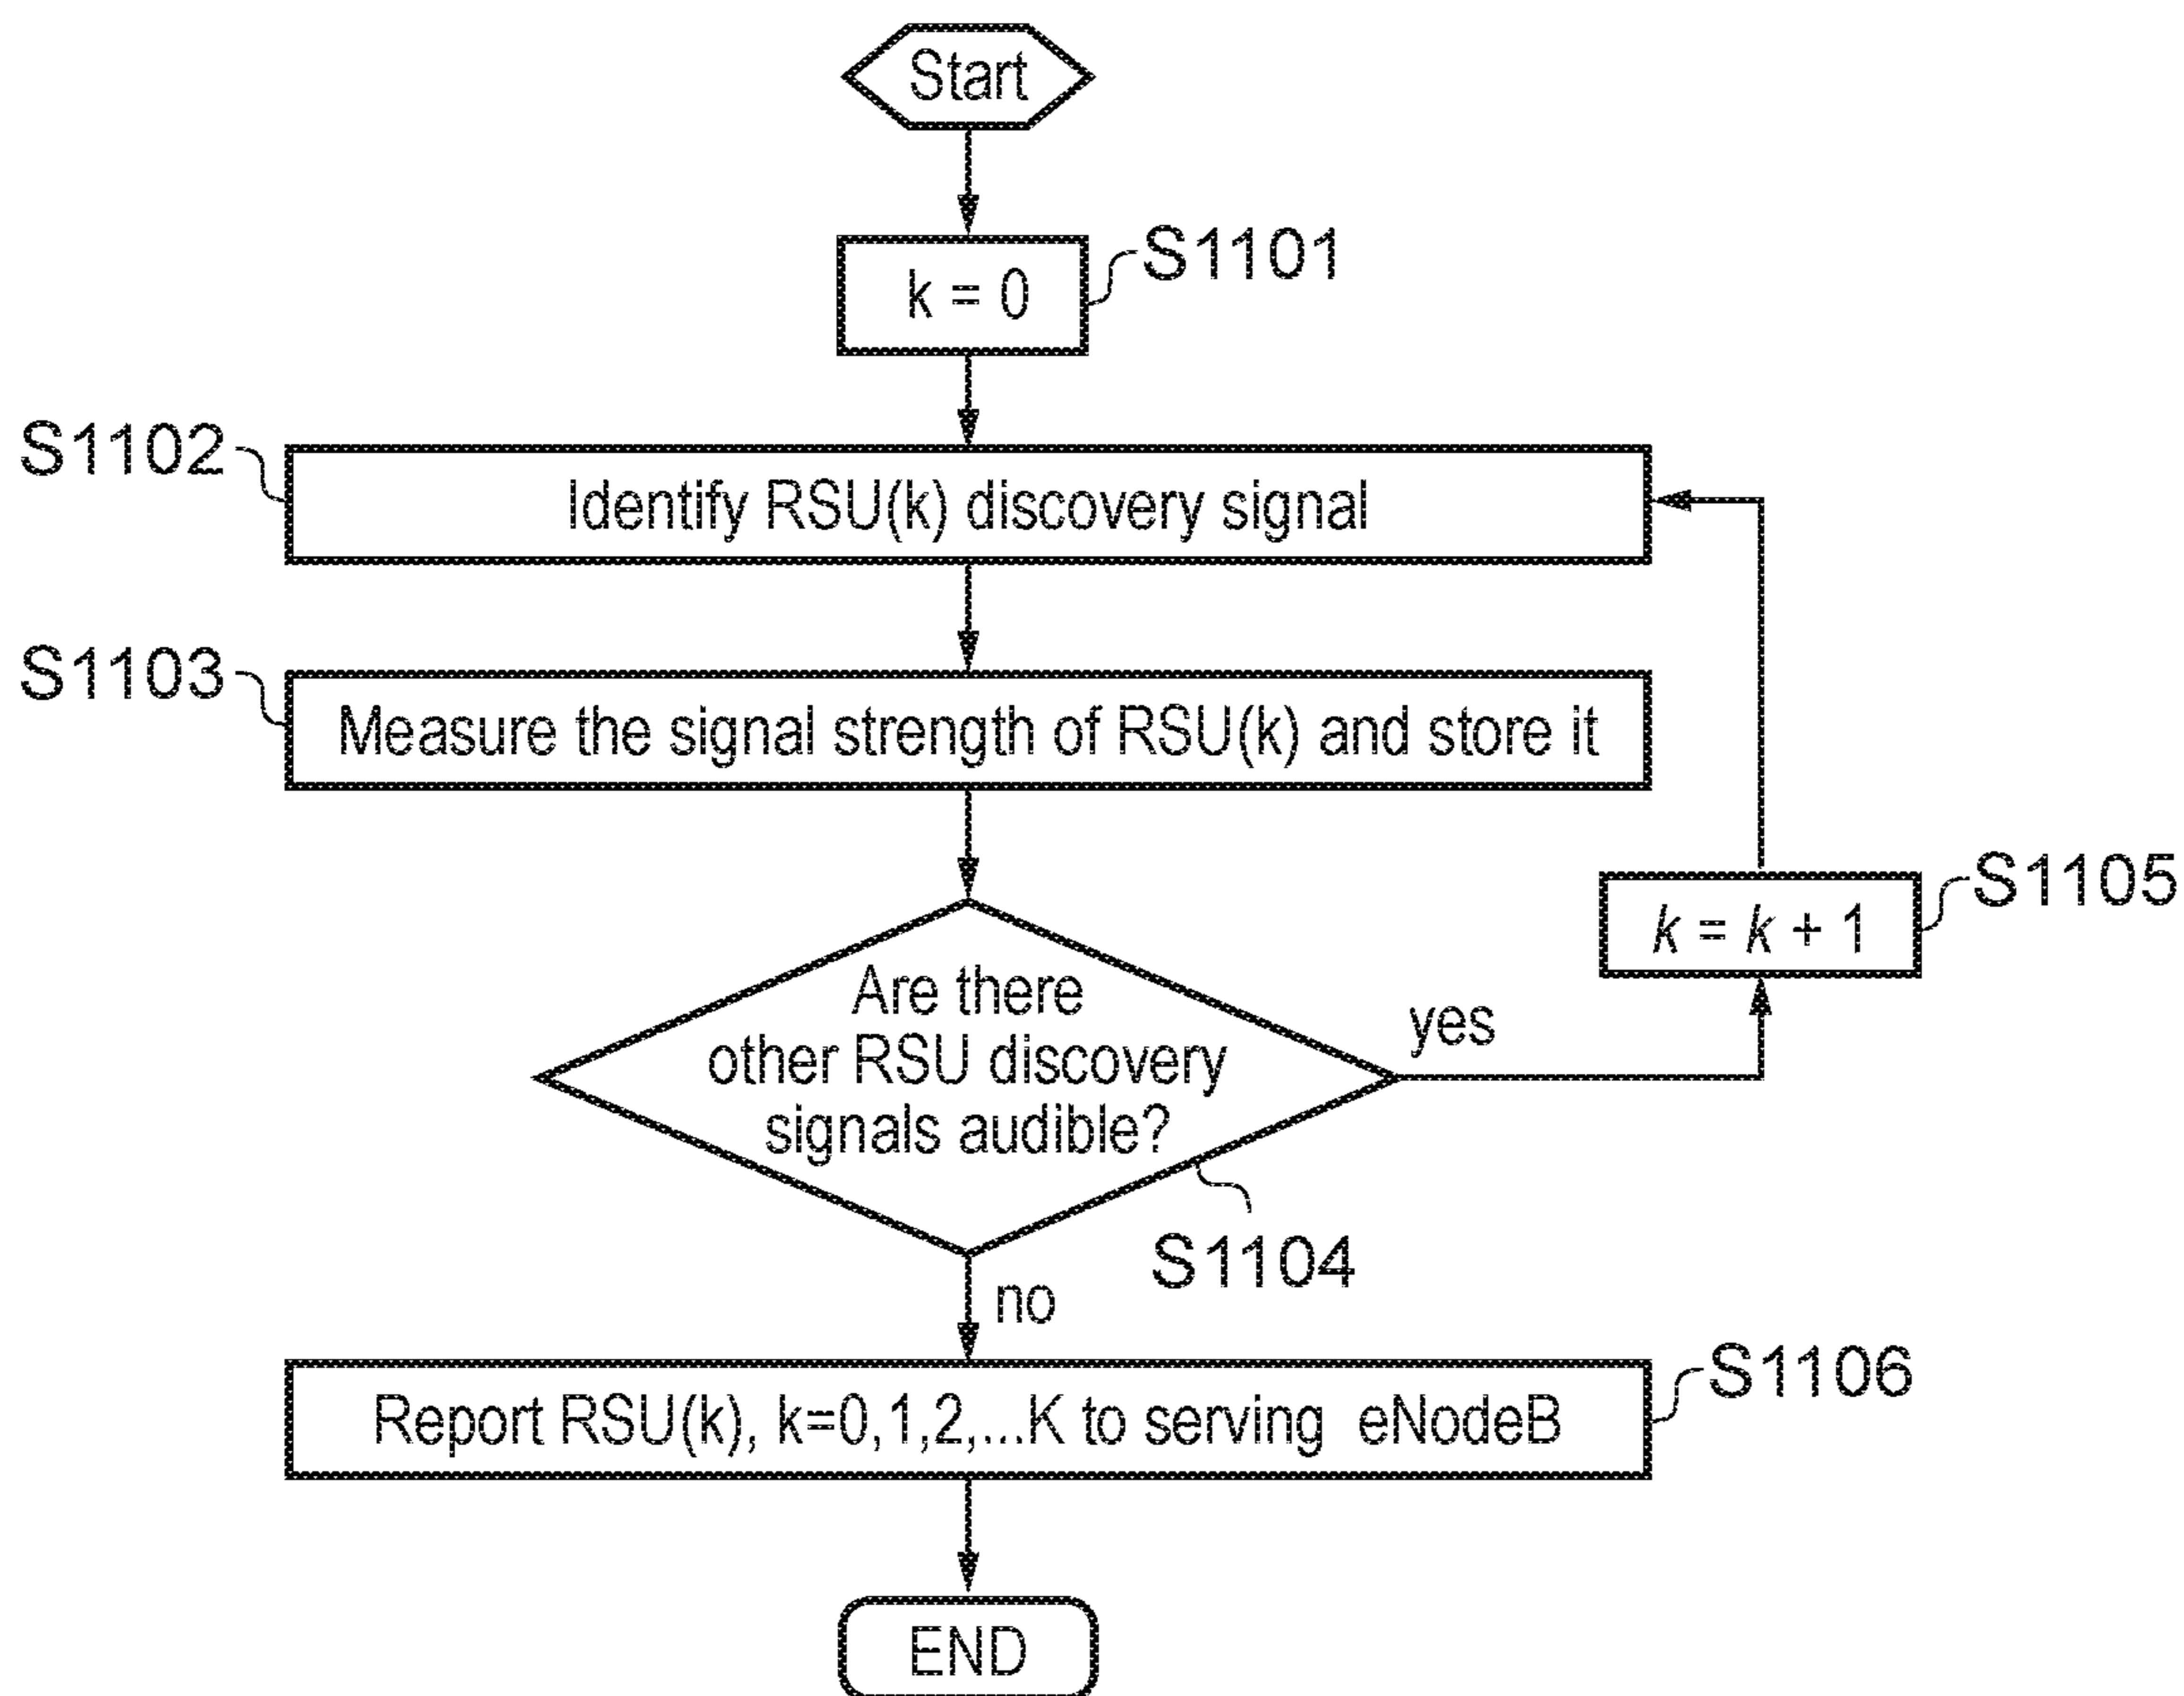 Start
k = 0
S1101
S1102
Identify RSU(k) discovery signal
S1103
Measure the signal strength of RSU(k) and store it
S1105
k = k + 1
Are there
other RSU discovery
signals audible?
yes
S1104
no
S1106
Report RSU(k), k=0,1,2,...K to serving eNodeB
END